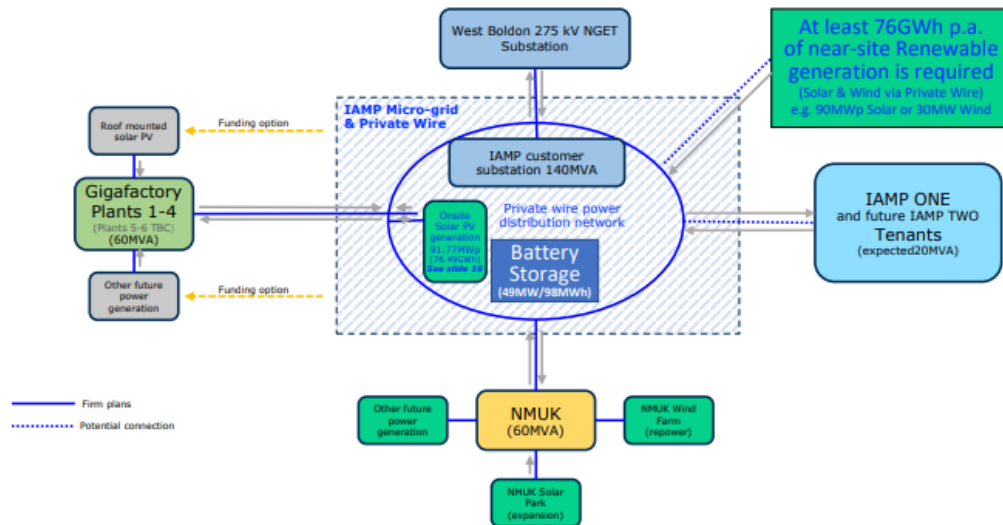 West Boldon 275 kV NGET
Substation
At least 76GWh p.a.
of near-site Renewable
generation is required
(Solar & Wind via Private Wire)
e.g. 90MWp Solar or 30MW Wind
IAMP Micro-grid
& Private Wire
Roof mounted
solar PV
Funding option
IAMP customer
substation 140MVA
Gigafactory
Plants 1-4
(Plants 5-6 TBC)
(60MVA)
Onsite
Solar PV
generation
91.77MWp
(76.49GWh)
See slide 16
Private wire power
distribution network
Battery
Storage
(49MW/98MWh)
IAMP ONE
and future IAMP TWO
Tenants
(expected20MVA)
Other future
power
generation
Funding option
Firm plans
Potential connection
Other future
power
generation
NMUK
(60MVA)
NMUK Wind
Farm
(repower)
NMUK Solar
Park
(expansion)